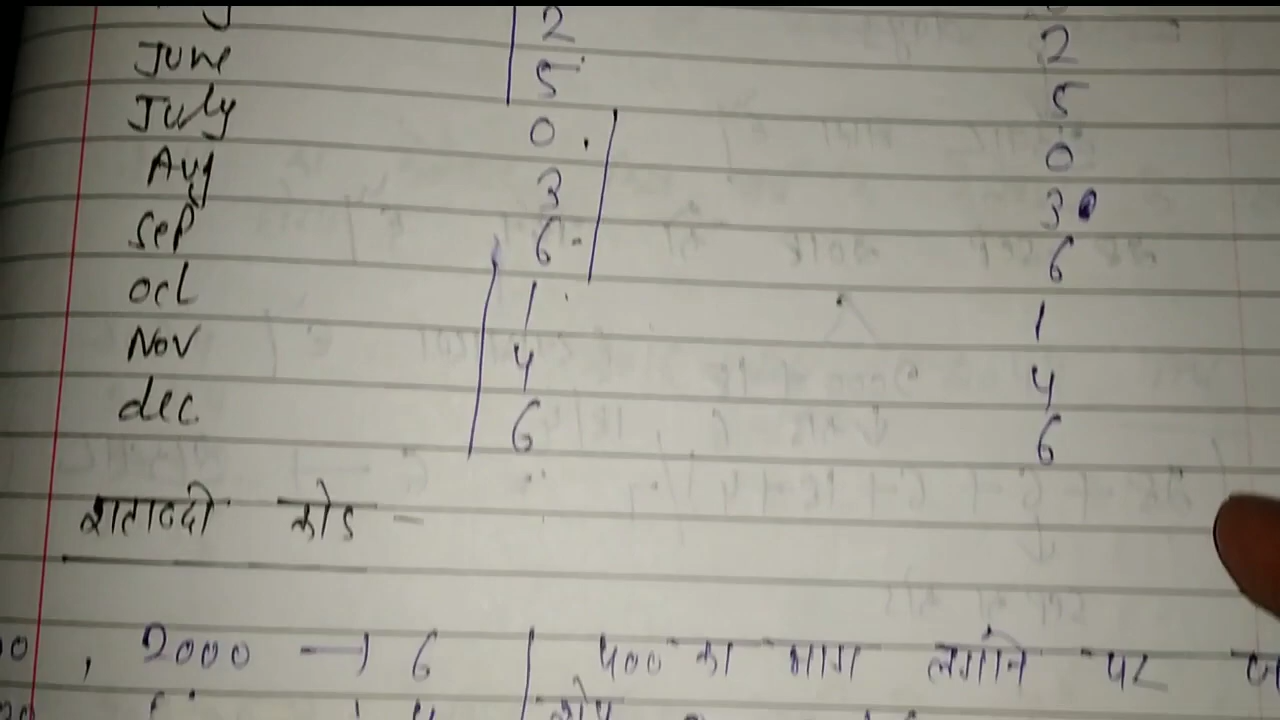 2 2
June 5 5
July 0 0
Aug 3 3
Sep 6 6
oct 1 1
Nov 4 4
dec. 6 6
शताब्दी कोड -
, 2000 → 6 400 का भाग लगाने पर
शेष